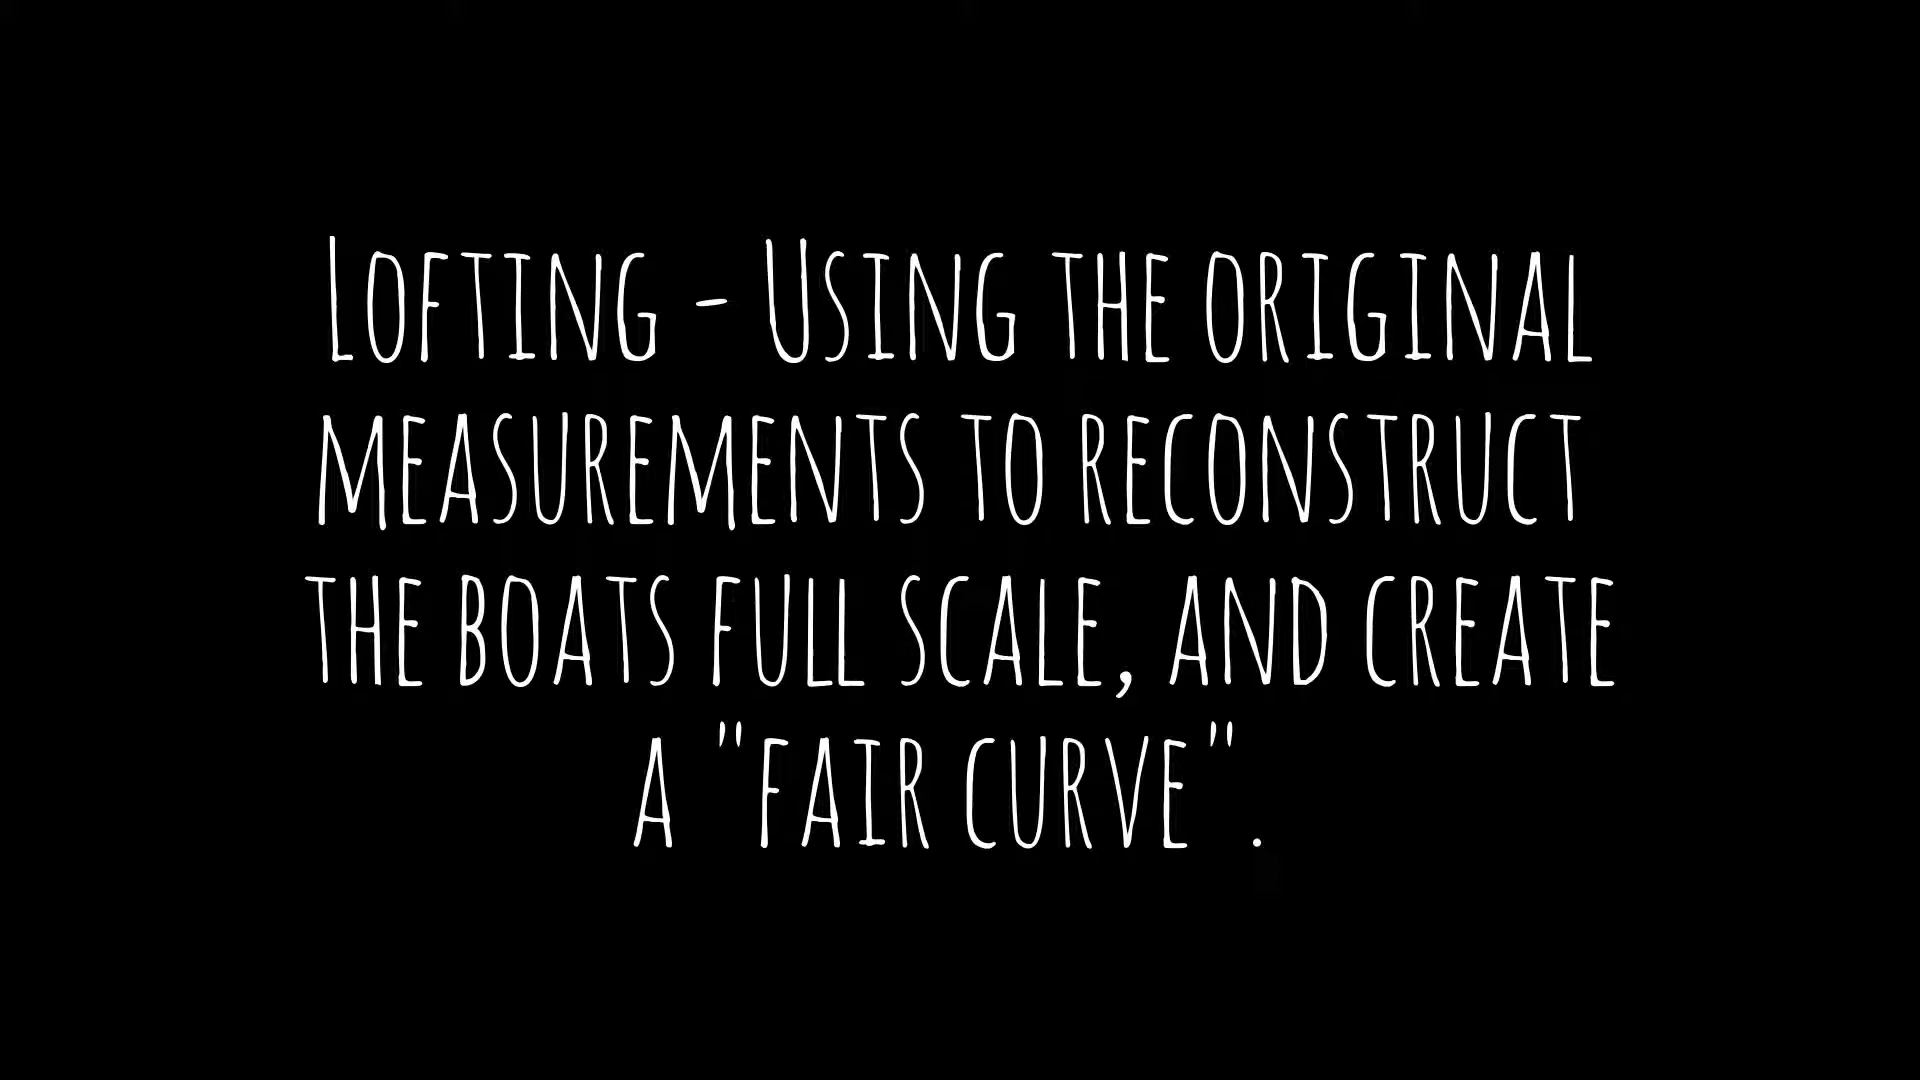 Lofting - Using the original
measurements to reconstruct
the boats full scale, and create
a "fair curve".